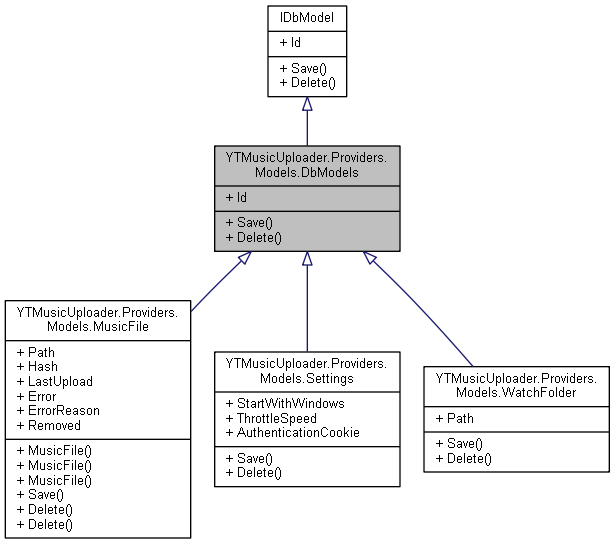 IDbModel
+ Id
+ Save()
+ Delete()
YTMusicUploader.Providers.
Models.DbModels
+ Id
+ Save()
+ Delete()
YTMusicUploader.Providers.
Models.MusicFile
+ Path
+ Hash
+ LastUpload
+ Error
+ ErrorReason
+ Removed
+ MusicFile()
+ MusicFile()
+ MusicFile()
+ Save()
+ Delete()
+ Delete()
YTMusicUploader.Providers.
Models.Settings
+ StartWithWindows
+ ThrottleSpeed
+ AuthenticationCookie
+ Save()
+ Delete()
YTMusicUploader.Providers.
Models.WatchFolder
+ Path
+ Save()
+ Delete()